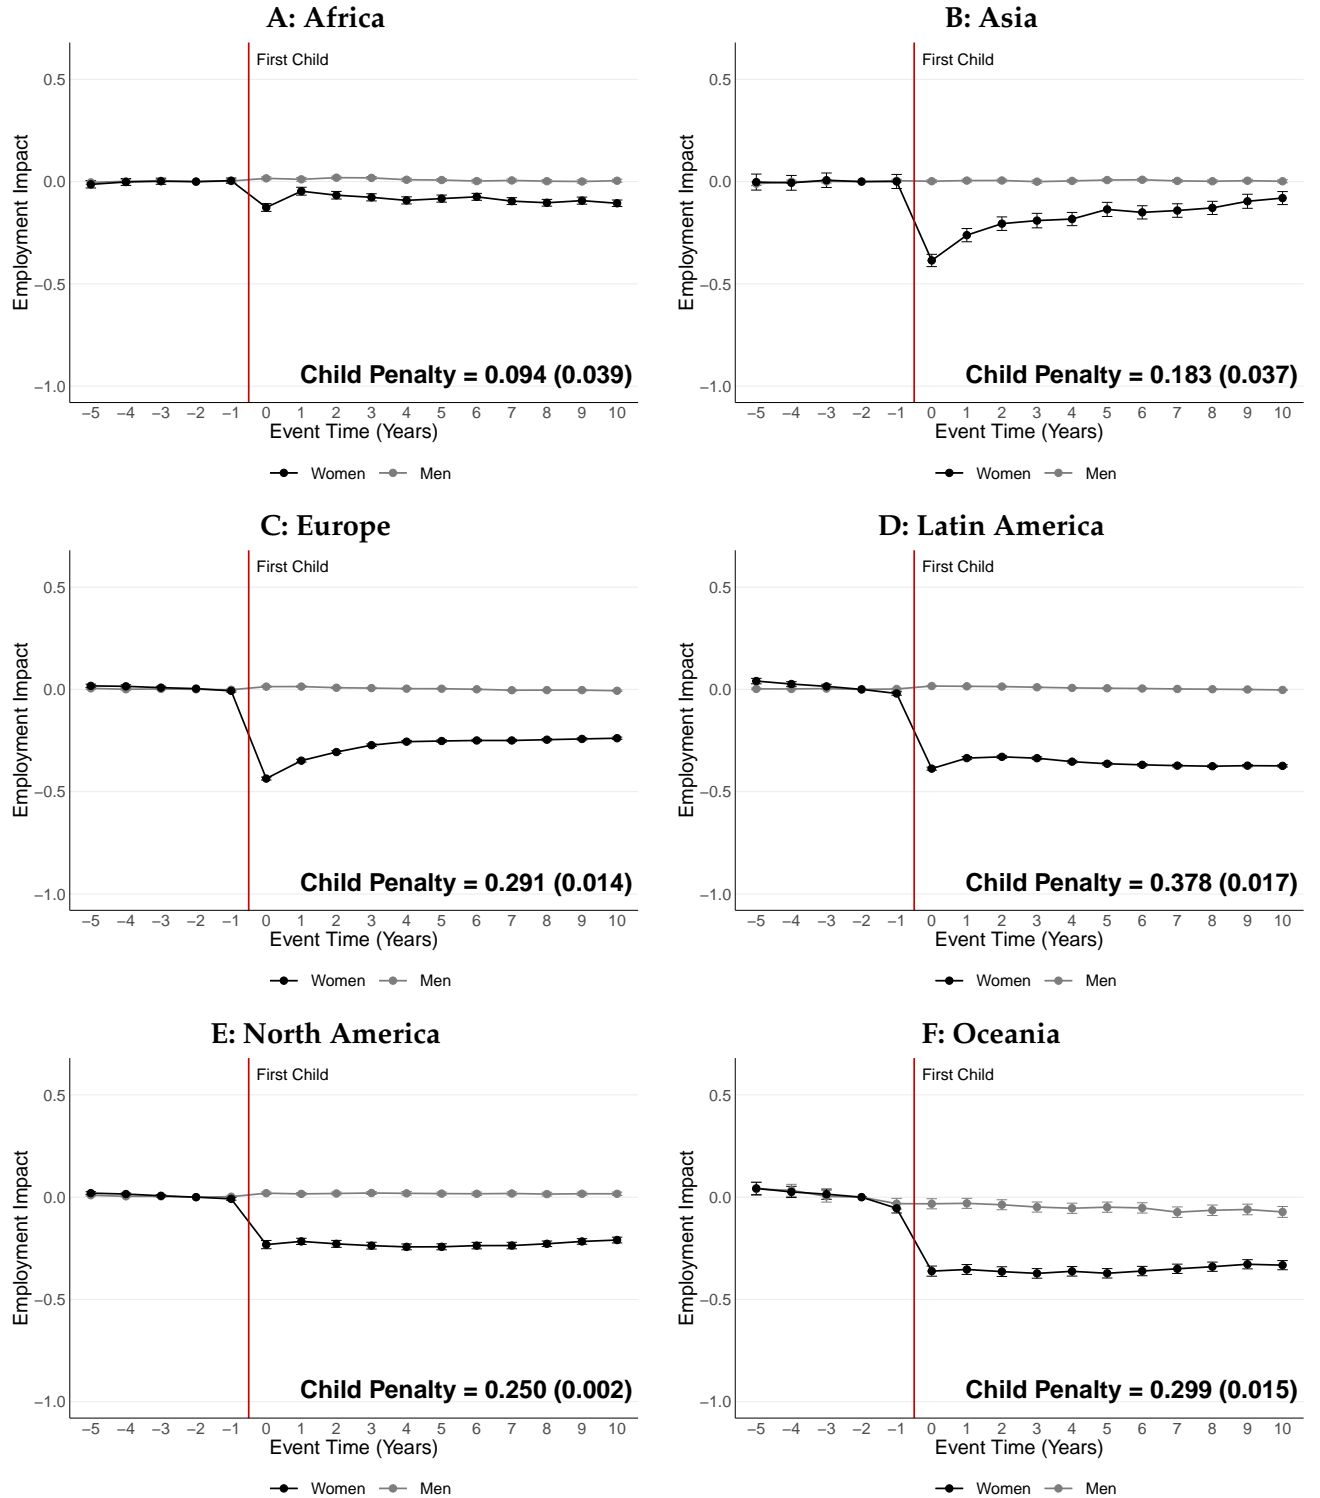 A: Africa
First Child
0.5
0.0
−0.5
−1.0
Employment Impact
Child Penalty = 0.094 (0.039)
−5 −4 −3 −2 −1 0 1 2 3 4 5 6 7 8 9 10
Event Time (Years)
Women Men
B: Asia
First Child
0.5
0.0
−0.5
−1.0
Employment Impact
Child Penalty = 0.183 (0.037)
−5 −4 −3 −2 −1 0 1 2 3 4 5 6 7 8 9 10
Event Time (Years)
Women Men
C: Europe
First Child
0.5
0.0
−0.5
−1.0
Employment Impact
Child Penalty = 0.291 (0.014)
−5 −4 −3 −2 −1 0 1 2 3 4 5 6 7 8 9 10
Event Time (Years)
Women Men
D: Latin America
First Child
0.5
0.0
−0.5
−1.0
Employment Impact
Child Penalty = 0.378 (0.017)
−5 −4 −3 −2 −1 0 1 2 3 4 5 6 7 8 9 10
Event Time (Years)
Women Men
E: North America
First Child
0.5
0.0
−0.5
−1.0
Employment Impact
Child Penalty = 0.250 (0.002)
−5 −4 −3 −2 −1 0 1 2 3 4 5 6 7 8 9 10
Event Time (Years)
Women Men
F: Oceania
First Child
0.5
0.0
−0.5
−1.0
Employment Impact
Child Penalty = 0.299 (0.015)
−5 −4 −3 −2 −1 0 1 2 3 4 5 6 7 8 9 10
Event Time (Years)
Women Men